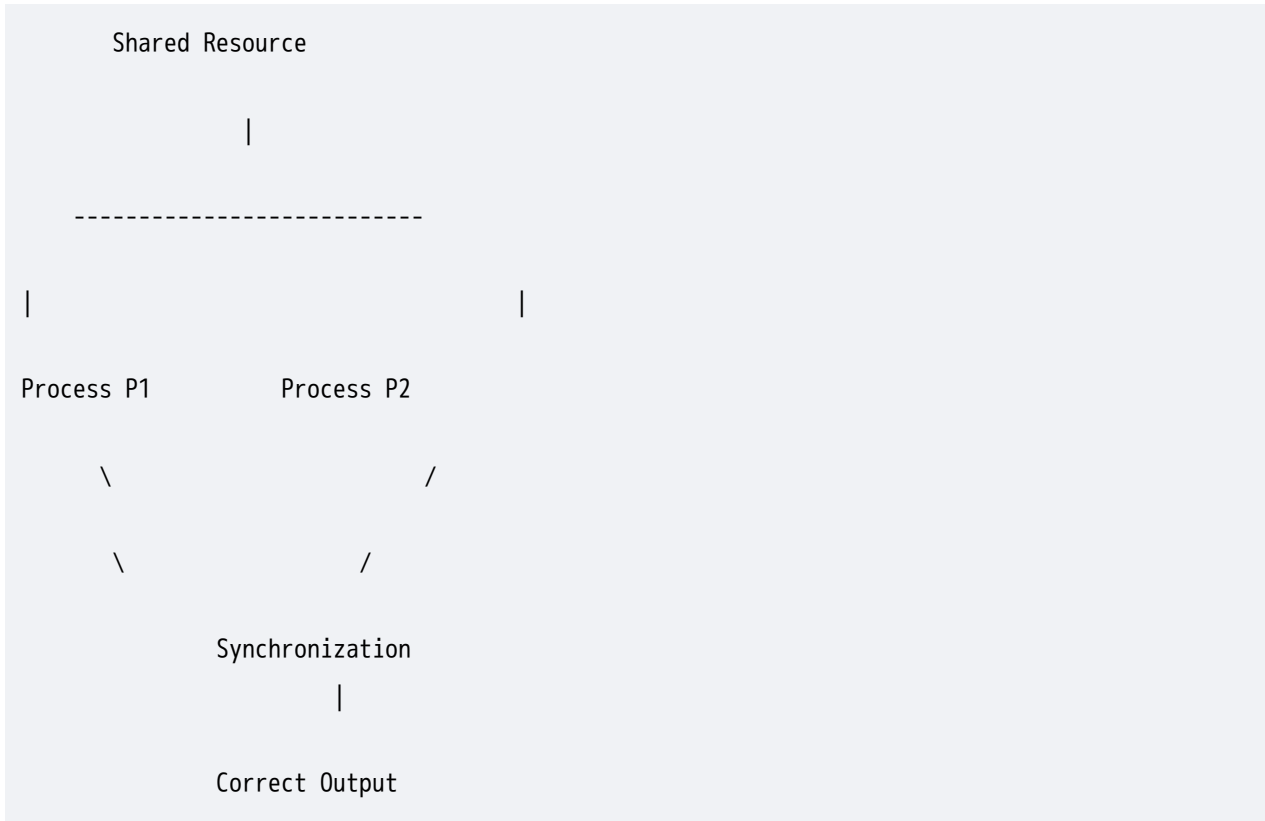 Shared Resource
|
---------------------------
| |
Process P1 Process P2
\ /
\ /
Synchronization
|
Correct Output